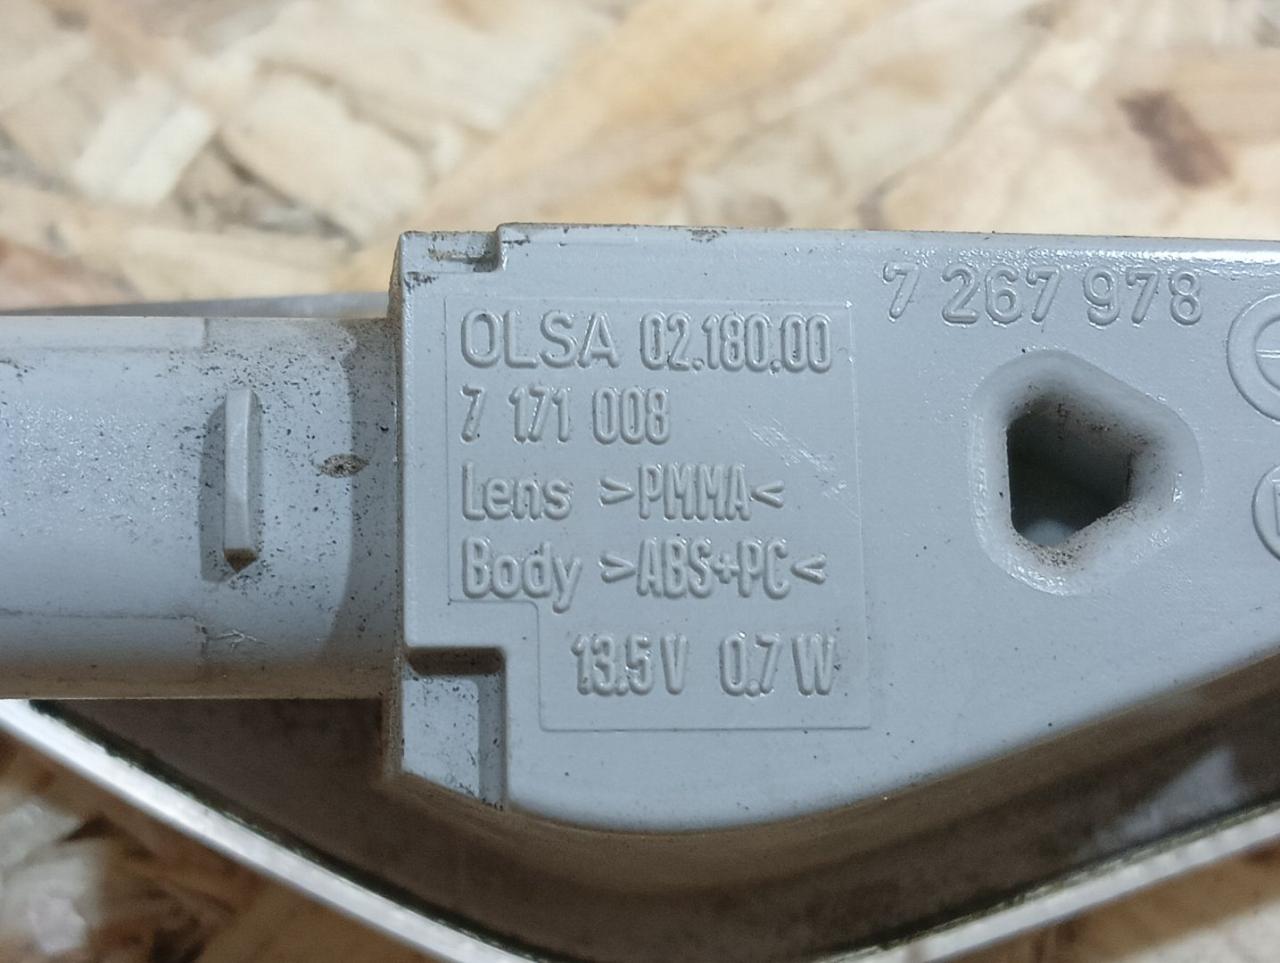 7 267 978
OLSA 02.180.00
7 171 008
Lens >PMMA<
Body >ABS+PC<
13.5 V 0.7 W